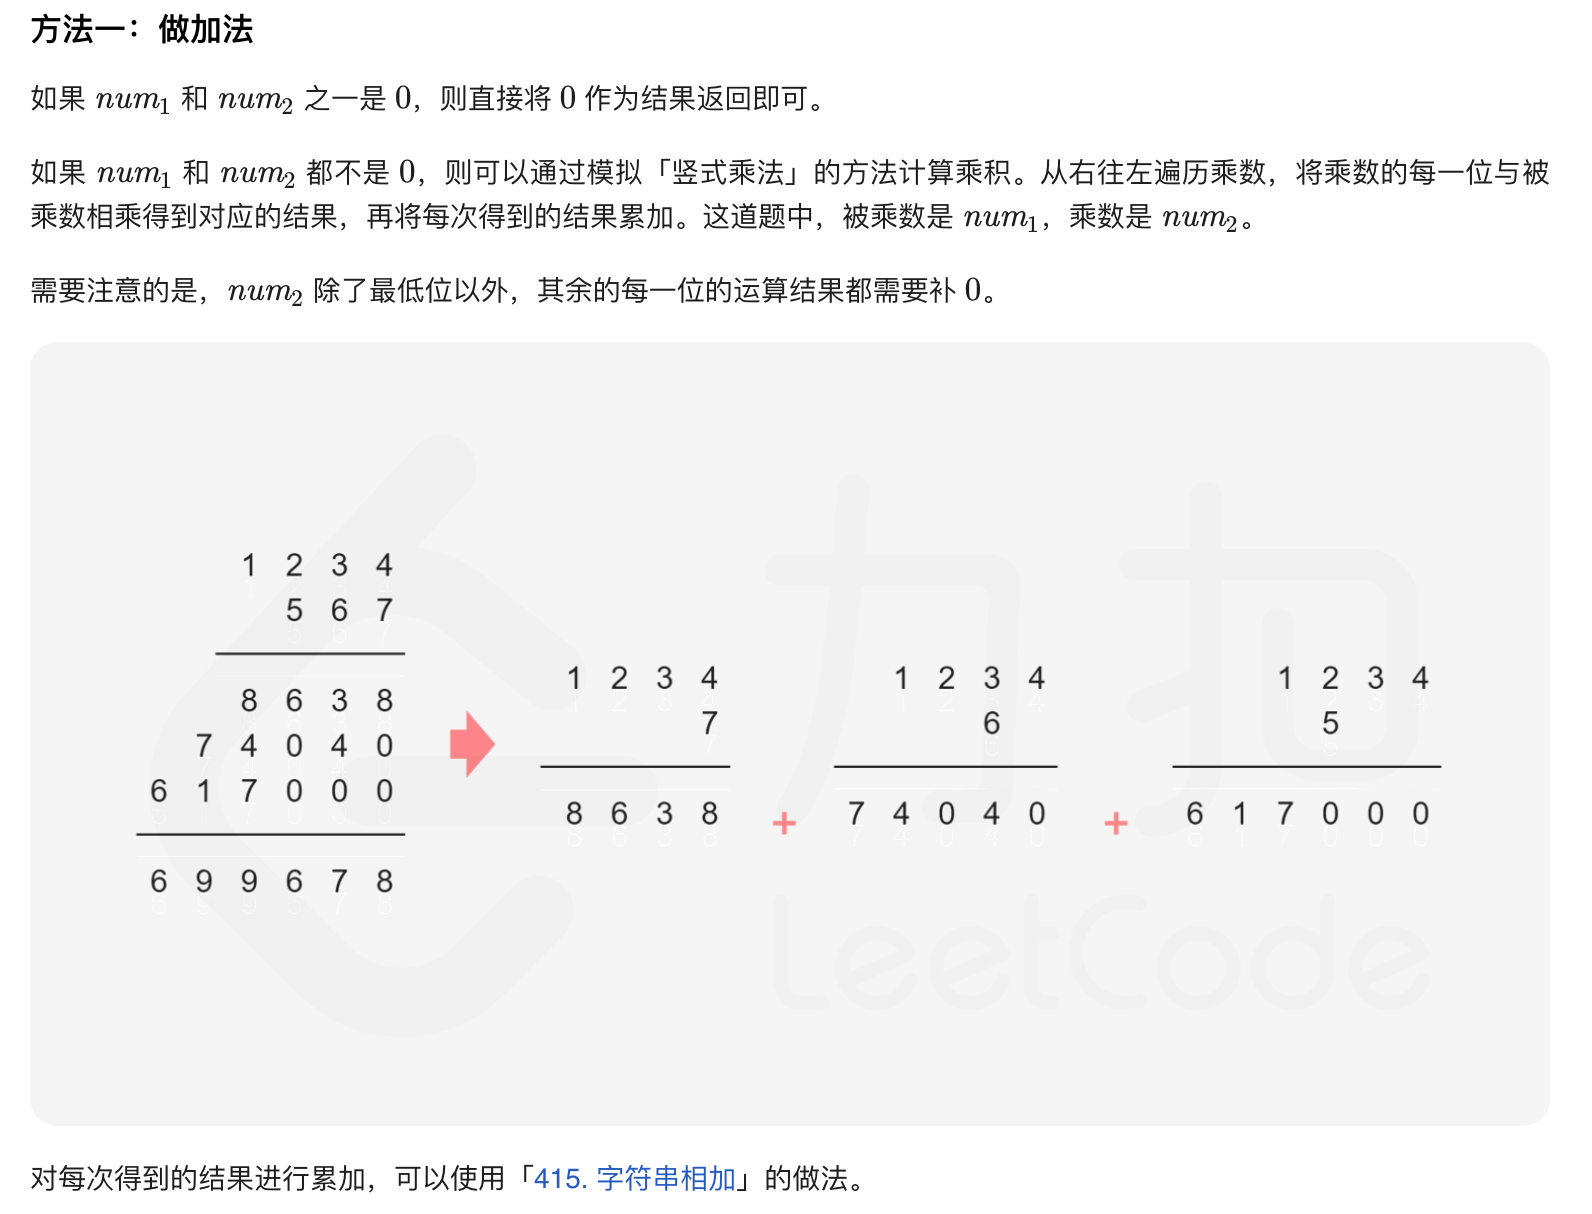 方法一：做加法
如果 num₁ 和 num₂ 之一是 0，则直接将 0 作为结果返回即可。
如果 num₁ 和 num₂ 都不是 0，则可以通过模拟「竖式乘法」的方法计算乘积。从右往左遍历乘数，将乘数的每一位与被
乘数相乘得到对应的结果，再将每次得到的结果累加。这道题中，被乘数是 num₁，乘数是 num₂。
需要注意的是，num₂ 除了最低位以外，其余的每一位的运算结果都需要补 0。
1 2 3 4
5 6 7
8 6 3 8
7 4 0 4 0
6 1 7 0 0 0
6 9 9 6 7 8
1 2 3 4
7
8 6 3 8
+
1 2 3 4
6
7 4 0 4 0
+
1 2 3 4
5
6 1 7 0 0 0
力扣
LeetCode
对每次得到的结果进行累加，可以使用「415. 字符串相加」的做法。